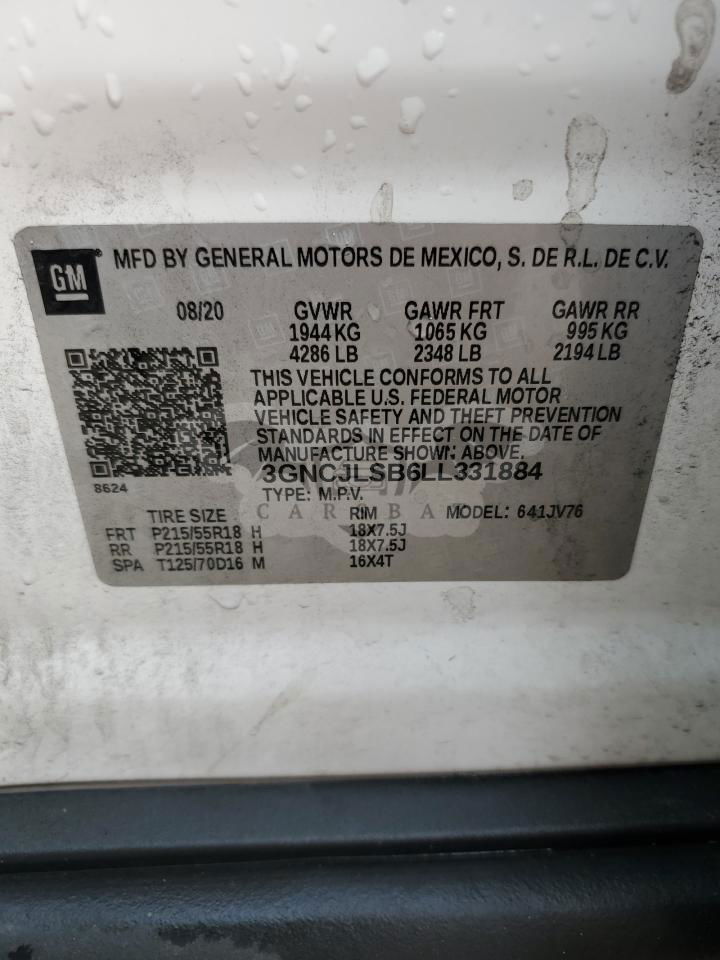 GM
MFD BY GENERAL MOTORS DE MEXICO, S. DE R.L. DE C.V.
08/20 GVWR GAWR FRT GAWR RR
1944 KG 1065 KG 995 KG
4286 LB 2348 LB 2194 LB
THIS VEHICLE CONFORMS TO ALL
APPLICABLE U.S. FEDERAL MOTOR
VEHICLE SAFETY AND THEFT PREVENTION
STANDARDS IN EFFECT ON THE DATE OF
MANUFACTURE SHOWN ABOVE.
8624
3GNCJLSB6LL331884
TYPE: M.P.V.
CAR BAZ
TIRE SIZE RIM MODEL: 641JV76
FRT P215/55R18 H 18X7.5J
RR P215/55R18 H 18X7.5J
SPA T125/70D16 M 16X4T